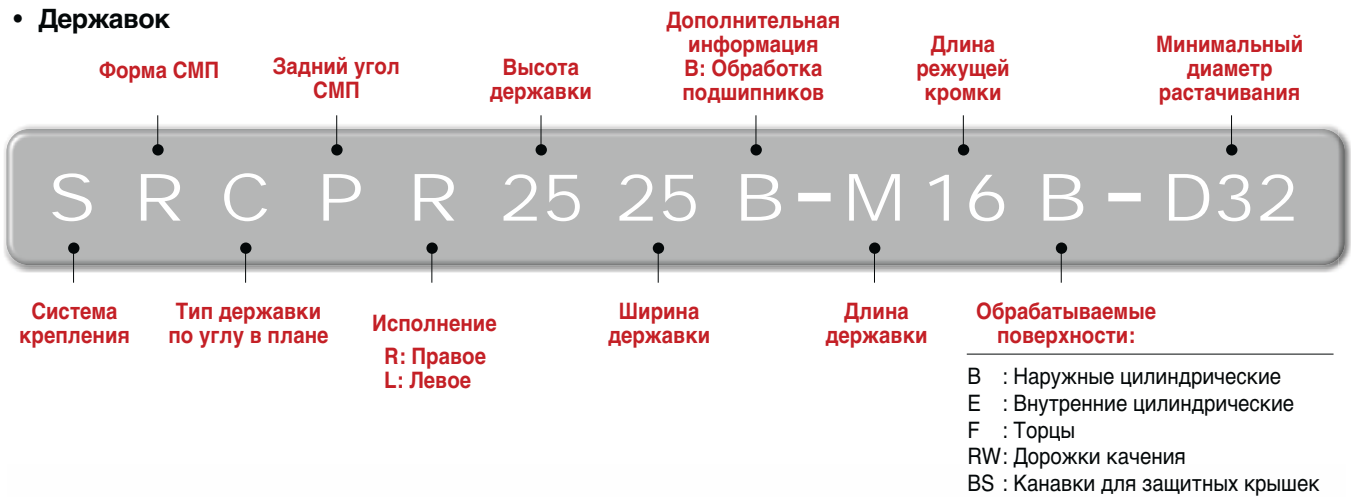 • Державок
Форма СМП
Задний угол
СМП
Высота
державки
Дополнительная
информация
В: Обработка
подшипников
Длина
режущей
кромки
Минимальный
диаметр
растачивания
S R C P R 25 25 B-M 16 B - D32
Система
крепления
Тип державки
по углу в плане
Исполнение
R: Правое
L: Левое
Ширина
державки
Длина
державки
Обрабатываемые
поверхности:
B : Наружные цилиндрические
E : Внутренние цилиндрические
F : Торцы
RW: Дорожки качения
BS : Канавки для защитных крышек